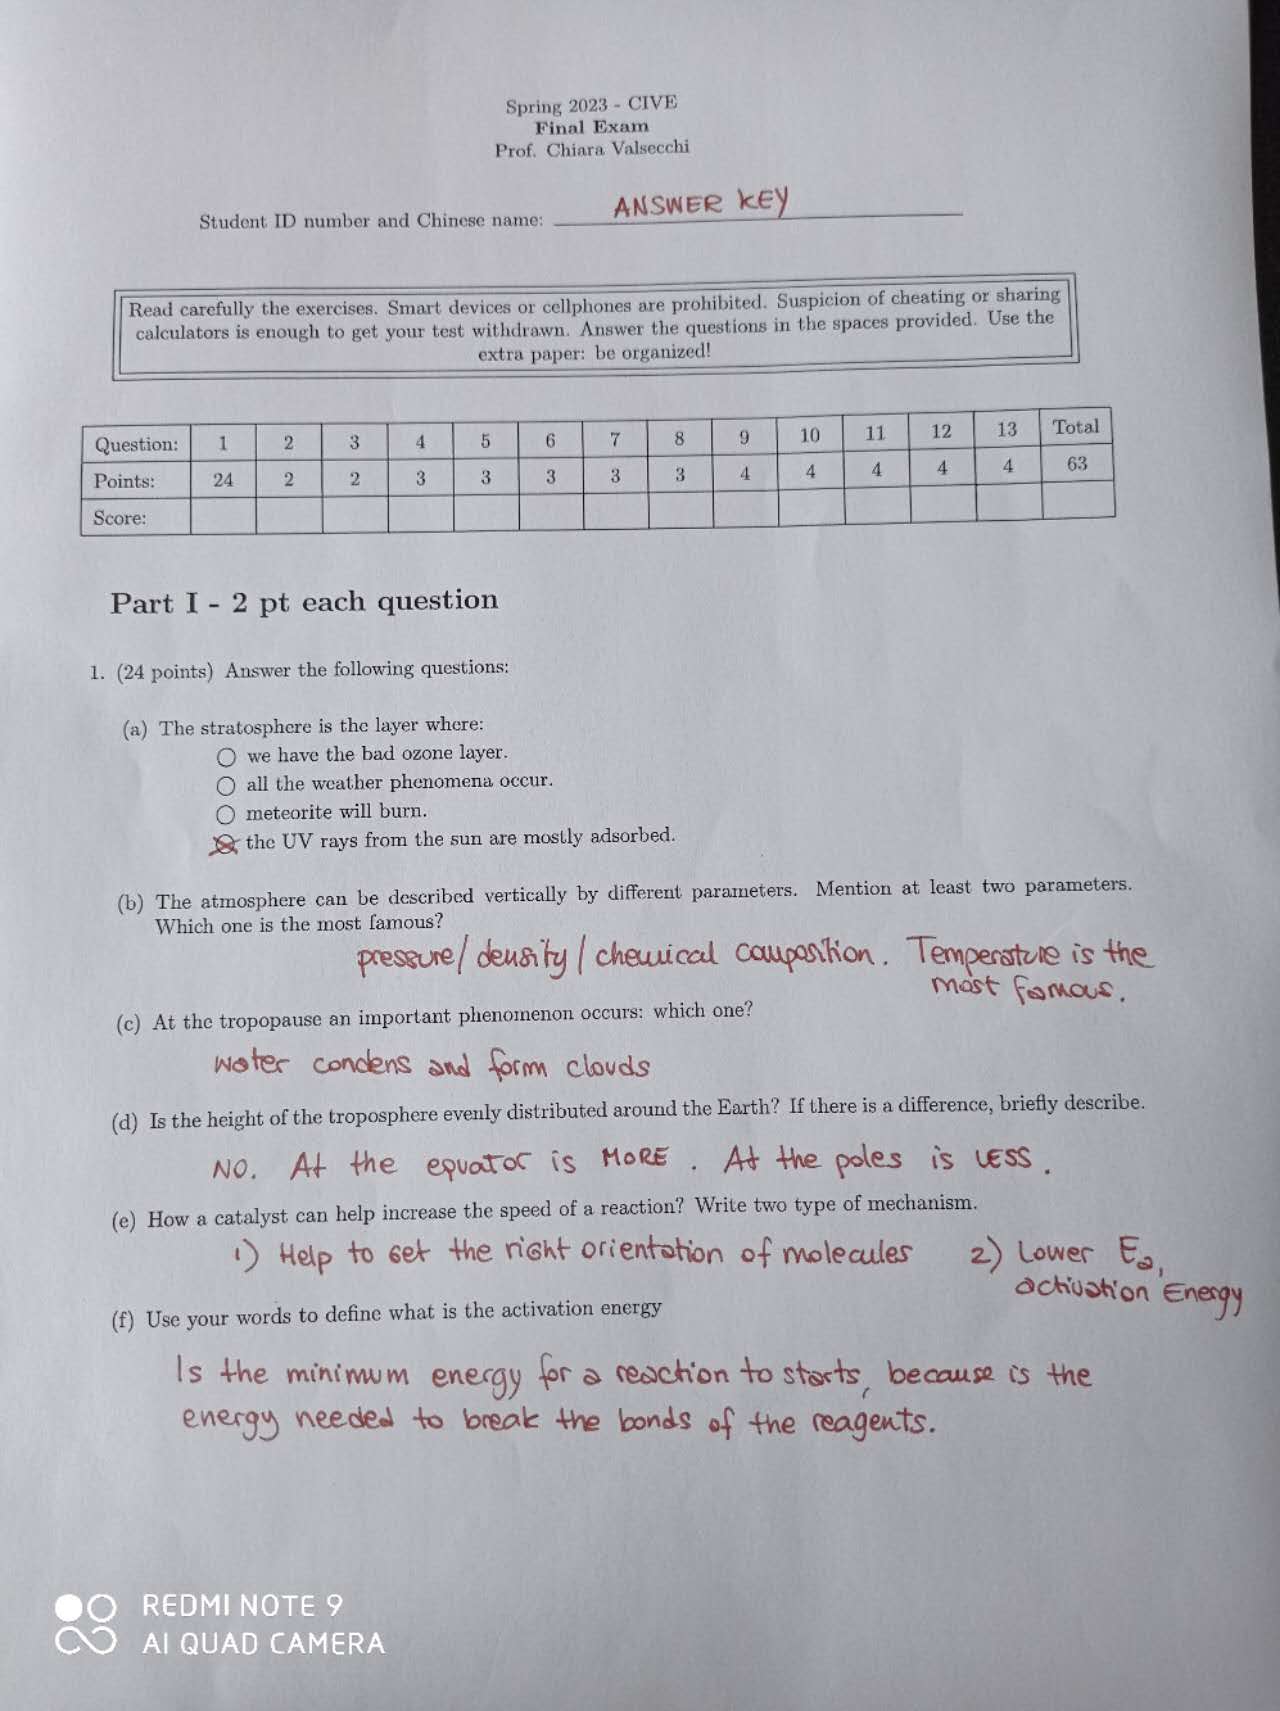 Spring 2023 - CIVE
Final Exam
Prof. Chiara Valsecchi
Student ID number and Chinese name: ANSWER KEY
Read carefully the exercises. Smart devices or cellphones are prohibited. Suspicion of cheating or sharing
calculators is enough to get your test withdrawn. Answer the questions in the spaces provided. Use the
extra paper: be organized!
Question: 1 2 3 4 5 6 7 8 9 10 11 12 13 Total
Points: 24 2 2 3 3 3 3 3 4 4 4 4 4 63
Score:
Part I - 2 pt each question
1. (24 points) Answer the following questions:
(a) The stratosphere is the layer where:
we have the bad ozone layer.
all the weather phenomena occur.
meteorite will burn.
the UV rays from the sun are mostly adsorbed.
(b) The atmosphere can be described vertically by different parameters. Mention at least two parameters.
Which one is the most famous?
pressure/ density / chemical composition. Temperature is the
most famous.
(c) At the tropopause an important phenomenon occurs: which one?
water condens and form clouds
(d) Is the height of the troposphere evenly distributed around the Earth? If there is a difference, briefly describe.
NO. At the equator is MORE. At the poles is LESS.
(e) How a catalyst can help increase the speed of a reaction? Write two type of mechanism.
1) Help to get the right orientation of molecules 2) Lower Ea,
activation Energy
(f) Use your words to define what is the activation energy
Is the minimum energy for a reaction to starts, because is the
energy needed to break the bonds of the reagents.
REDMI NOTE 9
AI QUAD CAMERA